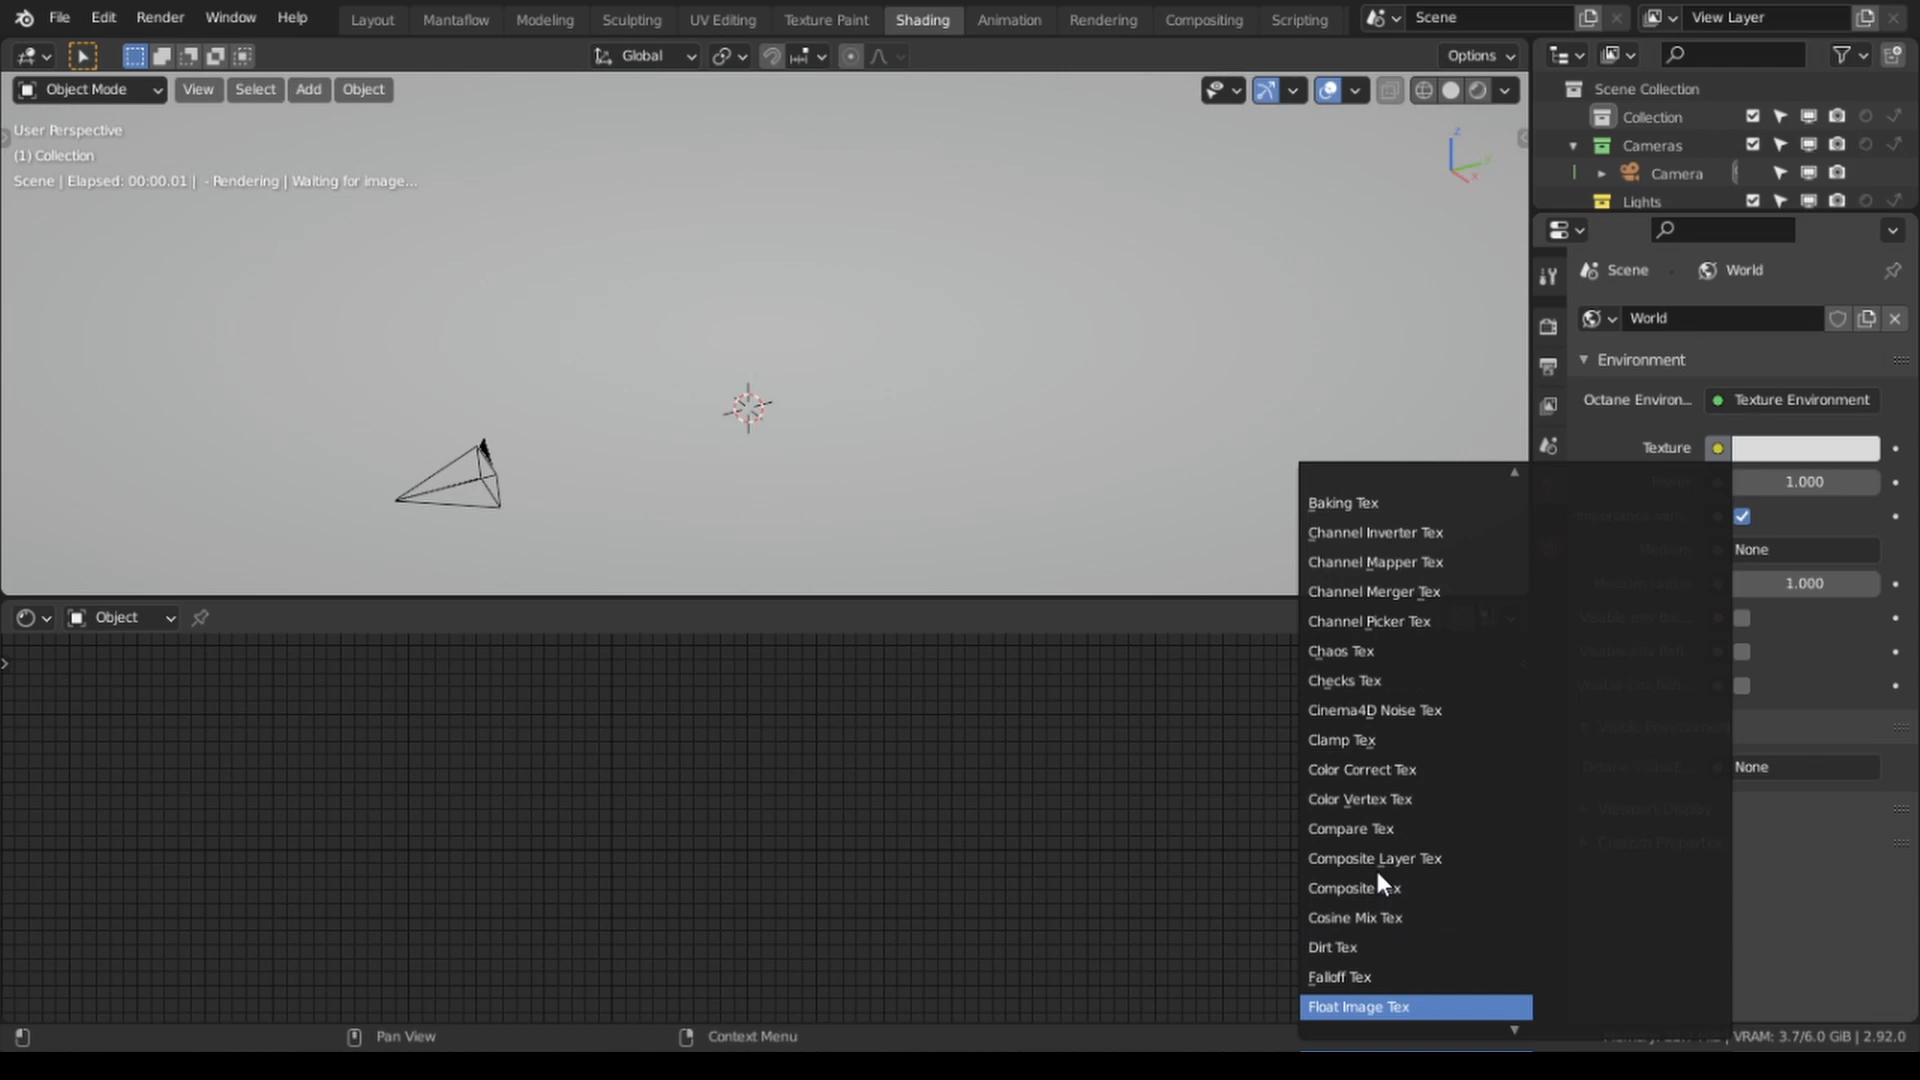 File Edit Render Window Help Layout Mantaflow Modeling Sculpting UV Editing Texture Paint Shading Animation Rendering Compositing Scripting Scene View Layer
Global Options
Object Mode View Select Add Object
User Perspective
(1) Collection
Scene | Elapsed: 00:00.01 | - Rendering | Waiting for image...
Z
Y
X
Scene Collection
Collection
Cameras
Camera
Lights
Scene World
World
Environment
Octane Environ... Texture Environment
Texture
1.000
None
1.000
None
Viewport Display
Custom Properties
Object
Baking Tex
Channel Inverter Tex
Channel Mapper Tex
Channel Merger Tex
Channel Picker Tex
Chaos Tex
Checks Tex
Cinema4D Noise Tex
Clamp Tex
Color Correct Tex
Color Vertex Tex
Compare Tex
Composite Layer Tex
Composite Tex
Cosine Mix Tex
Dirt Tex
Falloff Tex
Float Image Tex
Pan View Context Menu VRAM: 3.7/6.0 GiB | 2.92.0